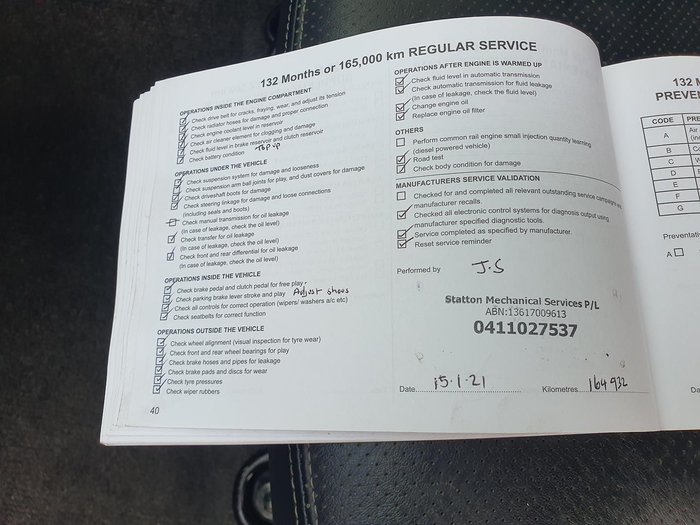 132 Months or 165,000 km REGULAR SERVICE
OPERATIONS INSIDE THE ENGINE COMPARTMENT
Check drive belt for cracks, fraying, wear, and adjust its tension
Check radiator hoses for damage and proper connection
Check engine coolant level in reservoir
Check air cleaner element for clogging and damage
Check fluid level in brake reservoir and clutch reservoir
Check battery condition TOP UP
OPERATIONS UNDER THE VEHICLE
Check suspension system for damage and looseness
Check suspension arm ball joints for play, and dust covers for damage
Check driveshaft boots for damage
Check steering linkage for damage and loose connections
(including seals and boots)
Check manual transmission for oil leakage
(In case of leakage, check the oil level)
Check transfer for oil leakage
(In case of leakage, check the oil level)
Check front and rear differential for oil leakage
(In case of leakage, check the oil level)
OPERATIONS INSIDE THE VEHICLE
Check brake pedal and clutch pedal for free play
Check parking brake lever stroke and play Adjust shoes
Check all controls for correct operation (wipers/ washers a/c etc)
Check seatbelts for correct function
OPERATIONS OUTSIDE THE VEHICLE
Check wheel alignment (visual inspection for tyre wear)
Check front and rear wheel bearings for play
Check brake hoses and pipes for leakage
Check brake pads and discs for wear
Check tyre pressures
Check wiper rubbers
40
OPERATIONS AFTER ENGINE IS WARMED UP
Check fluid level in automatic transmission
Check automatic transmission for fluid leakage
(In case of leakage, check the fluid level)
Change engine oil
Replace engine oil filter
OTHERS
Perform common rail engine small injection quantity learning
(diesel powered vehicle)
Road test
Check body condition for damage
MANUFACTURERS SERVICE VALIDATION
Checked for and completed all relevant outstanding service campaigns
manufacturer recalls.
Checked all electronic control systems for diagnosis output using
manufacturer specified diagnostic tools.
Service completed as specified by manufacturer.
Reset service reminder
Performed by J.S
Statton Mechanical Services P/L
ABN:13617009613
0411027537
Date 15.1.21 Kilometres 164932
132 M
PREVEN
CODE PRE
A Air
(inc
B
C
D
E
F
G
Preventati
A
Da